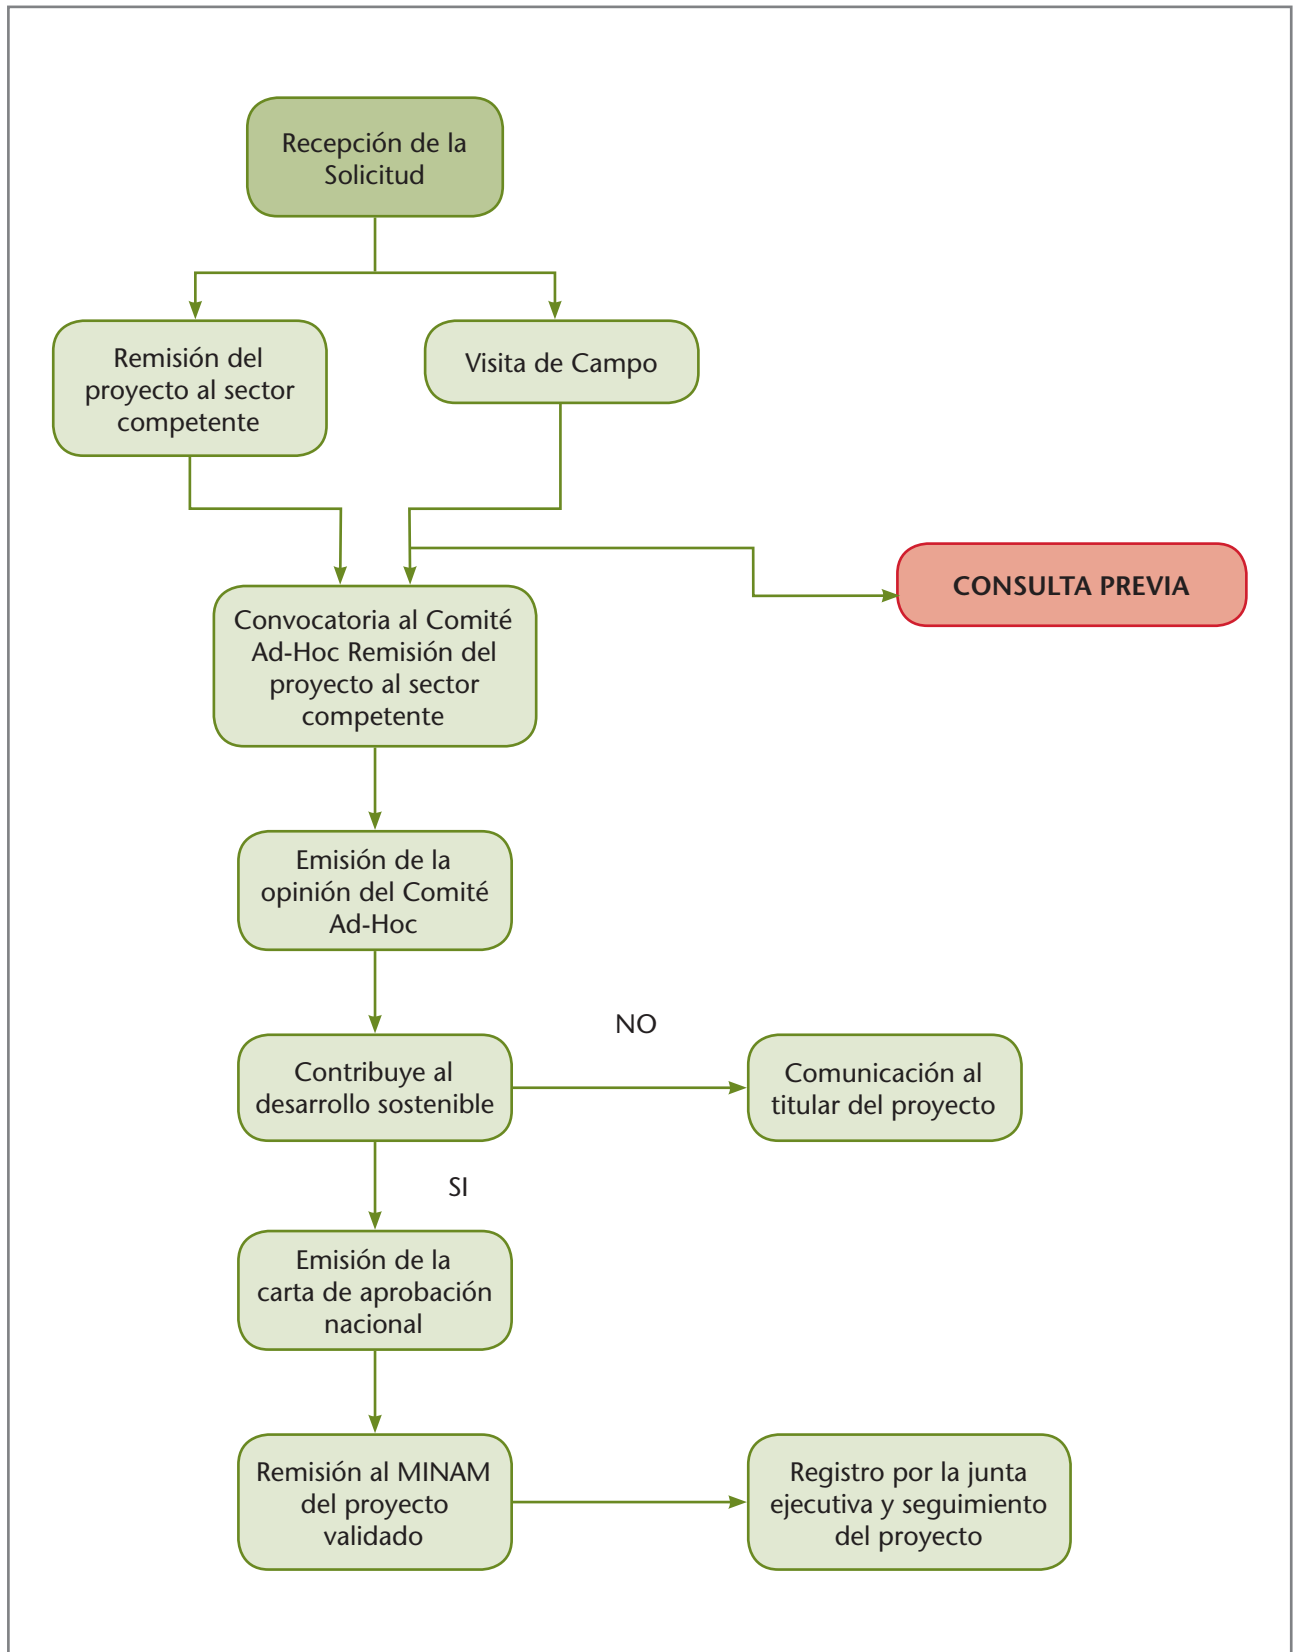 Recepción de la
Solicitud
Remisión del
proyecto al sector
competente
Visita de Campo
CONSULTA PREVIA
Convocatoria al Comité
Ad-Hoc Remisión del
proyecto al sector
competente
Emisión de la
opinión del Comité
Ad-Hoc
NO
Contribuye al
desarrollo sostenible
Comunicación al
titular del proyecto
SI
Emisión de la
carta de aprobación
nacional
Remisión al MINAM
del proyecto
validado
Registro por la junta
ejecutiva y seguimiento
del proyecto